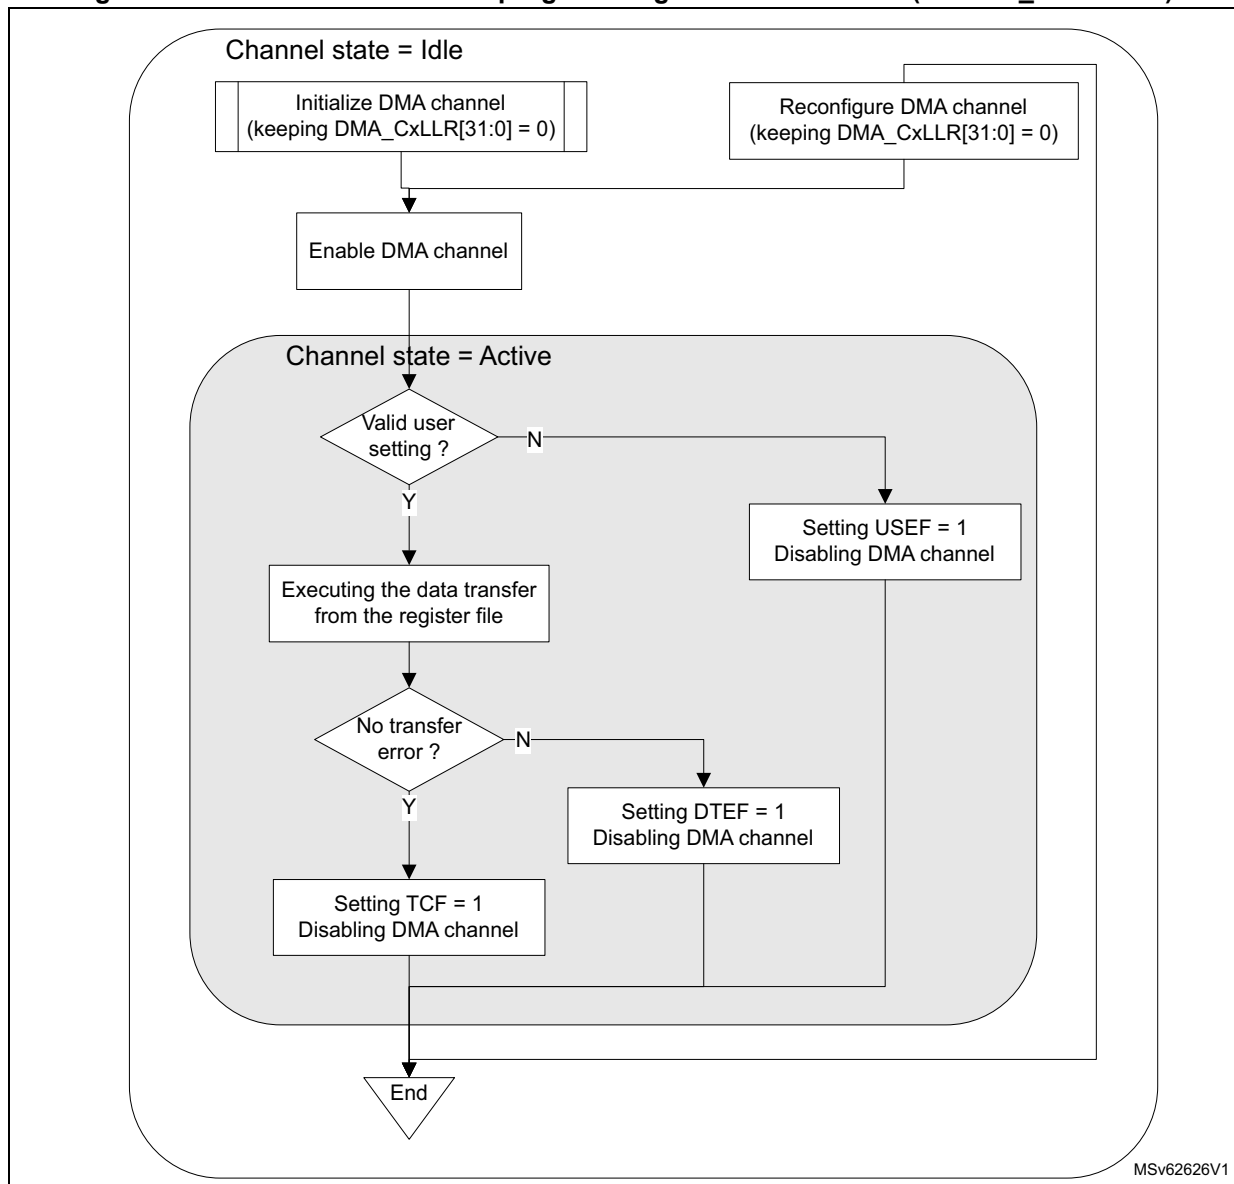 Channel state = Idle
Initialize DMA channel
(keeping DMA_CxLLR[31:0] = 0)
Reconfigure DMA channel
(keeping DMA_CxLLR[31:0] = 0)
Enable DMA channel
Channel state = Active
Valid user
setting ?
N
Y
Setting USEF = 1
Disabling DMA channel
Executing the data transfer
from the register file
No transfer
error ?
N
Y
Setting DTEF = 1
Disabling DMA channel
Setting TCF = 1
Disabling DMA channel
End
MSv62626V1